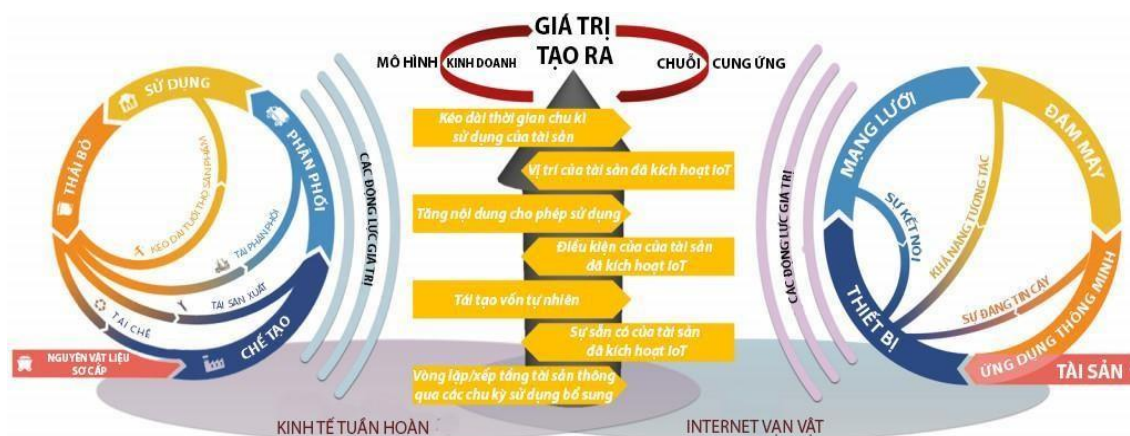 GIÁ TRỊ
TẠO RA
MÔ HÌNH KINH DOANH
CHUỖI CUNG ỨNG
SỬ DỤNG
PHÂN PHỐI
THẢI BỎ
CHẾ TẠO
KÉO DÀI TUỔI THỌ SẢN PHẨM
TÁI PHÂN PHỐI
TÁI SẢN XUẤT
TÁI CHẾ
NGUYÊN VẬT LIỆU
SƠ CẤP
CÁC ĐỘNG LỰC GIÁ TRỊ
Kéo dài thời gian chu kì
sử dụng của tài sản
Vị trí của tài sản đã kích hoạt IoT
Tăng nội dung cho phép sử dụng
Điều kiện của của tài sản
đã kích hoạt IoT
Tái tạo vốn tự nhiên
Sự sẵn có của tài sản
đã kích hoạt IoT
Vòng lặp/xếp tầng tài sản thông
qua các chu kỳ sử dụng bổ sung
CÁC ĐỘNG LỰC GIÁ TRỊ
MẠNG LƯỚI
ĐÁM MÂY
SỰ KẾT NỐI
KHẢ NĂNG TƯƠNG TÁC
SỰ ĐÁNG TIN CẬY
THIẾT BỊ
ỨNG DỤNG THÔNG MINH
TÀI SẢN
KINH TẾ TUẦN HOÀN
INTERNET VẠN VẬT